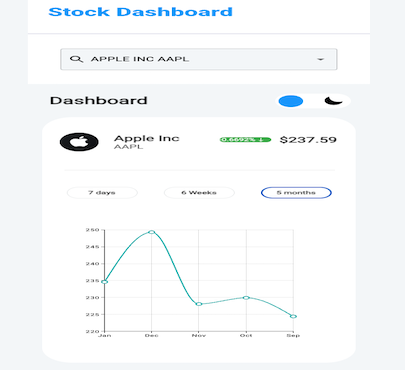 Stock Dashboard
APPLE INC AAPL
Dashboard
Apple Inc
AAPL
0.6692% ↓
$237.59
7 days
6 Weeks
5 months
250
245
240
235
230
225
220
Jan
Dec
Nov
Oct
Sep